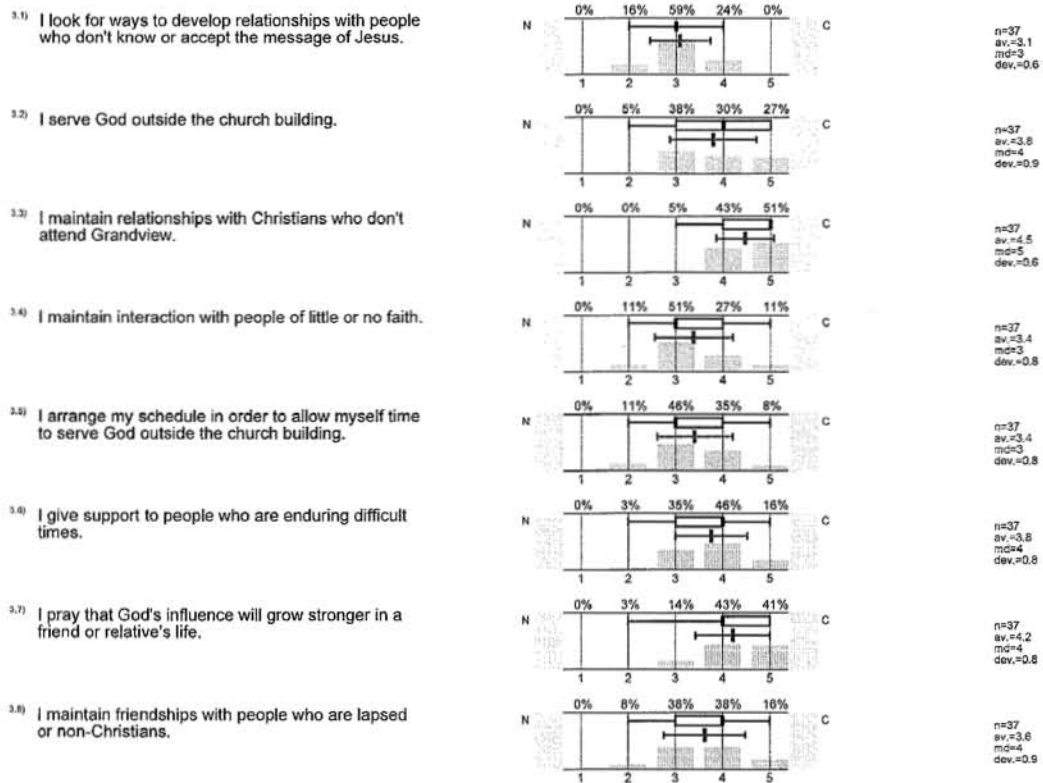 3.1) I look for ways to develop relationships with people
who don't know or accept the message of Jesus.
0% 16% 59% 24% 0%
N C
1 2 3 4 5
n=37
av.=3.1
md=3
dev.=0.6
3.2) I serve God outside the church building.
0% 5% 38% 30% 27%
N C
1 2 3 4 5
n=37
av.=3.8
md=4
dev.=0.9
3.3) I maintain relationships with Christians who don't
attend Grandview.
0% 0% 5% 43% 51%
N C
1 2 3 4 5
n=37
av.=4.5
md=5
dev.=0.6
3.4) I maintain interaction with people of little or no faith.
0% 11% 51% 27% 11%
N C
1 2 3 4 5
n=37
av.=3.4
md=3
dev.=0.8
3.5) I arrange my schedule in order to allow myself time
to serve God outside the church building.
0% 11% 46% 35% 8%
N C
1 2 3 4 5
n=37
av.=3.4
md=3
dev.=0.8
3.6) I give support to people who are enduring difficult
times.
0% 3% 35% 46% 16%
N C
1 2 3 4 5
n=37
av.=3.8
md=4
dev.=0.8
3.7) I pray that God's influence will grow stronger in a
friend or relative's life.
0% 3% 14% 43% 41%
N C
1 2 3 4 5
n=37
av.=4.2
md=4
dev.=0.8
3.8) I maintain friendships with people who are lapsed
or non-Christians.
0% 8% 38% 38% 16%
N C
1 2 3 4 5
n=37
av.=3.6
md=4
dev.=0.9